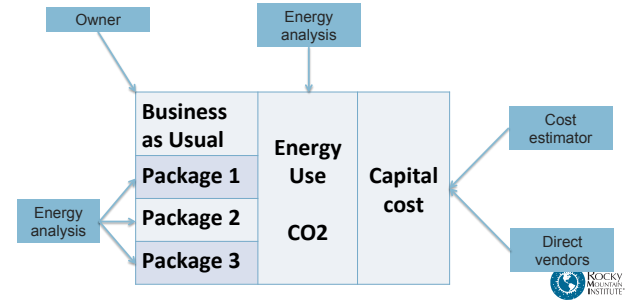 Owner
Energy
analysis
Business
as Usual
Package 1
Package 2
Package 3
Energy
Use
CO2
Capital
cost
Energy
analysis
Cost
estimator
Direct
vendors
ROCKY
MOUNTAIN
INSTITUTE®